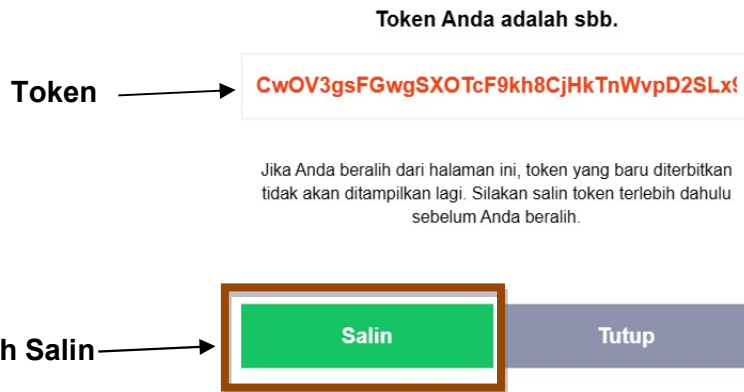 Token Anda adalah sbb.
Token
CwOV3gsFGwgSXOTcF9kh8CjHkTnWvpD2SLx
Jika Anda beralih dari halaman ini, token yang baru diterbitkan
tidak akan ditampilkan lagi. Silakan salin token terlebih dahulu
sebelum Anda beralih.
Salin
Tutup
h Salin